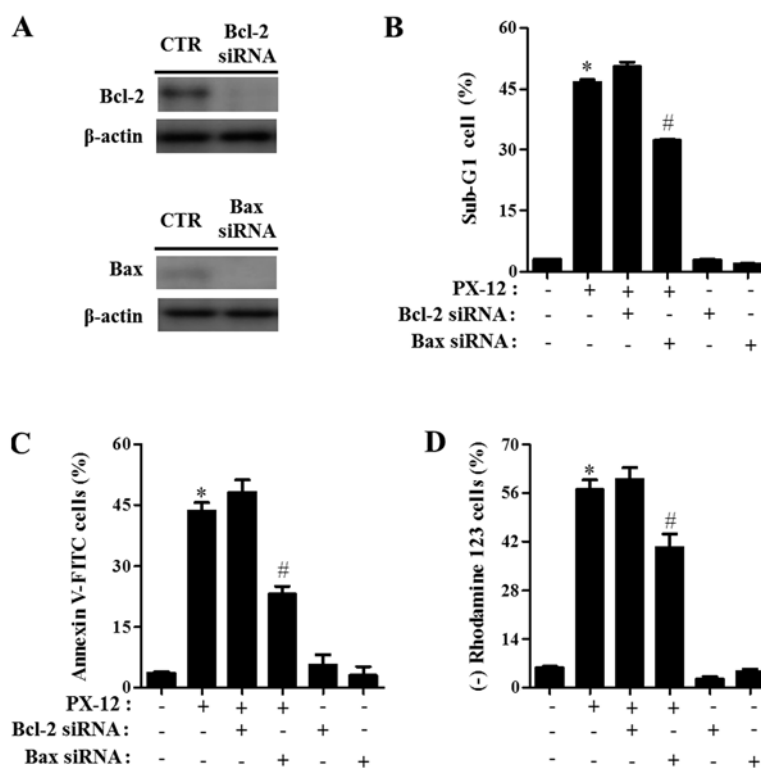 A
CTR Bcl-2
siRNA
Bcl-2
β-actin
CTR Bax
siRNA
Bax
β-actin
B
Sub-G1 cell (%)
60
45
30
15
0
*
#
PX-12 : - + + + - -
Bcl-2 siRNA : - - + - + -
Bax siRNA : - - - + - +
C
Annexin V-FITC cells (%)
60
45
30
15
0
*
#
PX-12 : - + + + - -
Bcl-2 siRNA : - - + - + -
Bax siRNA : - - - + - +
D
(-) Rhodamine 123 cells (%)
70
56
42
28
14
0
*
#
- + + + - -
- - + - + -
- - - + - +